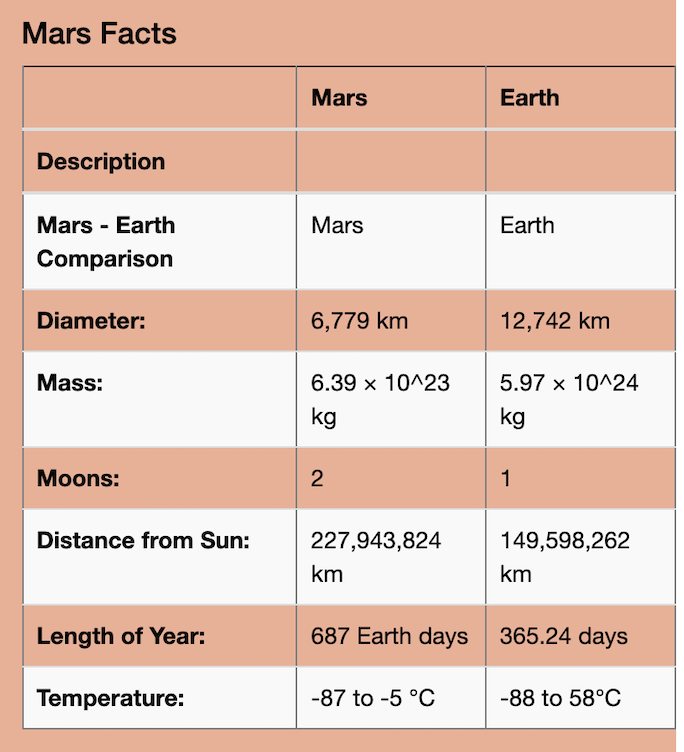 Mars Facts
Mars Earth
Description
Mars - Earth Mars Earth
Comparison
Diameter: 6,779 km 12,742 km
Mass: 6.39 × 10^23 5.97 × 10^24
kg kg
Moons: 2 1
Distance from Sun: 227,943,824 149,598,262
km km
Length of Year: 687 Earth days 365.24 days
Temperature: -87 to -5 °C -88 to 58°C